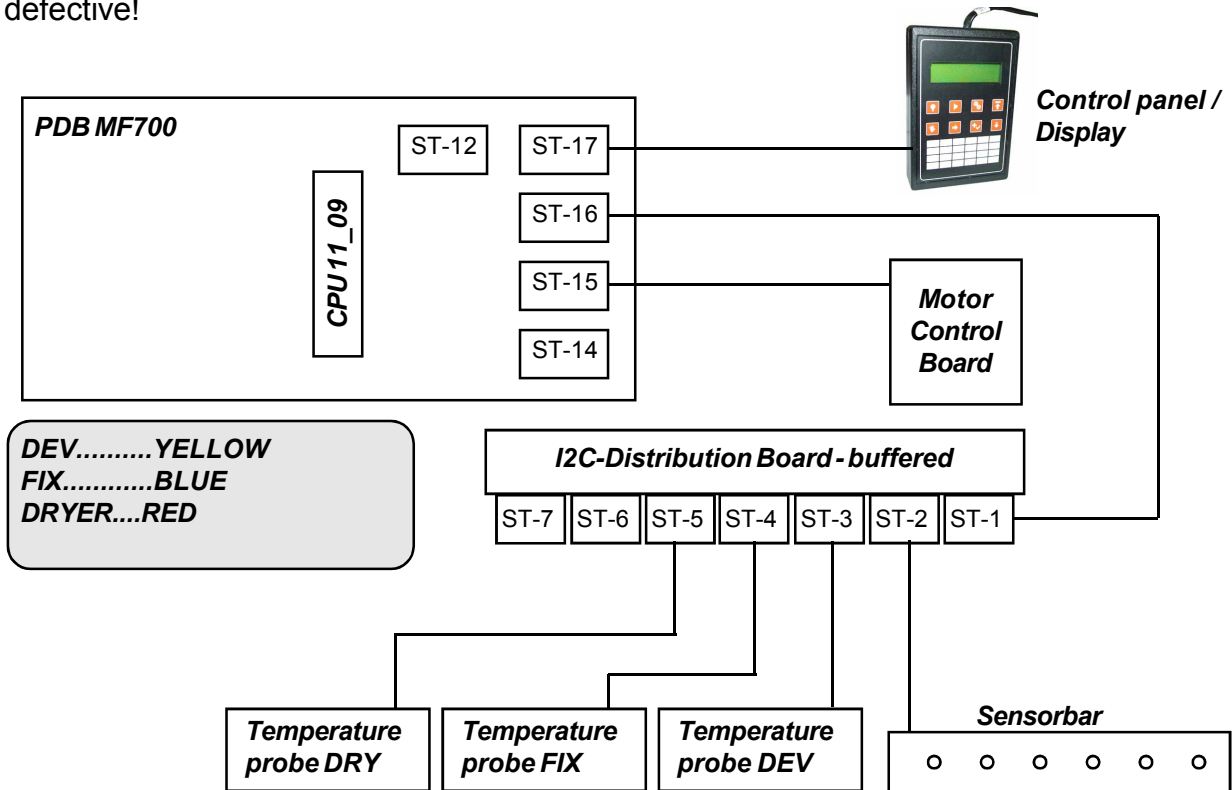 defective!
Control panel /
Display
PDB MF700
ST-12
ST-17
CPU11_09
ST-16
ST-15
ST-14
Motor
Control
Board
DEV..........YELLOW
FIX............BLUE
DRYER....RED
I2C-Distribution Board - buffered
ST-7 ST-6 ST-5 ST-4 ST-3 ST-2 ST-1
Temperature
probe DRY
Temperature
probe FIX
Temperature
probe DEV
Sensorbar